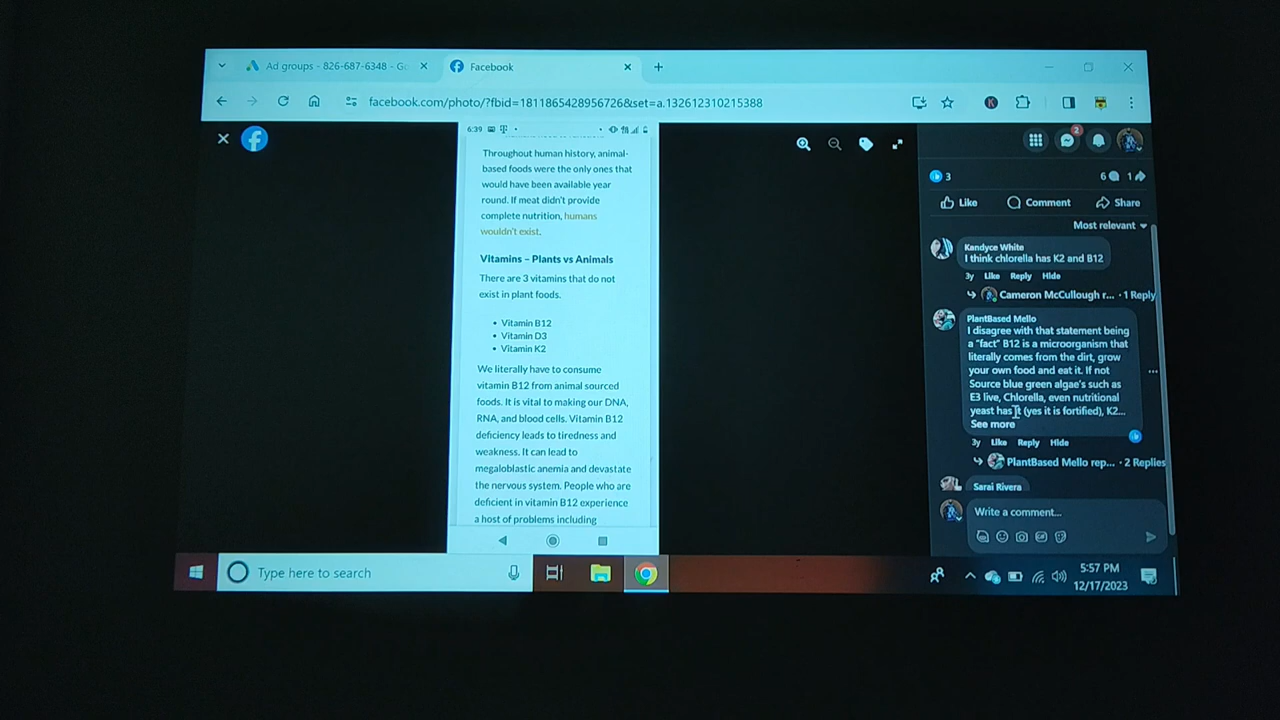 Ad groups - 826-687-6348 - Go
Facebook
facebook.com/photo/?fbid=1811865428956726&set=a.132612310215388
K
6:39
Throughout human history, animal-
based foods were the only ones that
would have been available year
round. If meat didn't provide
complete nutrition, humans
wouldn't exist.
Vitamins – Plants vs Animals
There are 3 vitamins that do not
exist in plant foods.
• Vitamin B12
• Vitamin D3
• Vitamin K2
We literally have to consume
vitamin B12 from animal sourced
foods. It is vital to making our DNA,
RNA, and blood cells. Vitamin B12
deficiency leads to tiredness and
weakness. It can lead to
megaloblastic anemia and devastate
the nervous system. People who are
deficient in vitamin B12 experience
a host of problems including
2
3
6
1
Like
Comment
Share
Most relevant
Kandyce White
I think chlorella has K2 and B12
3y Like Reply Hide
Cameron McCullough r... · 1 Reply
PlantBased Mello
I disagree with that statement being
a "fact" B12 is a microorganism that
literally comes from the dirt, grow
your own food and eat it. If not
Source blue green algae's such as
E3 live, Chlorella, even nutritional
yeast has it (yes it is fortified), K2...
See more
3y Like Reply Hide
PlantBased Mello rep... · 2 Replies
Sarai Rivera
Write a comment...
GIF
Type here to search
5:57 PM
12/17/2023